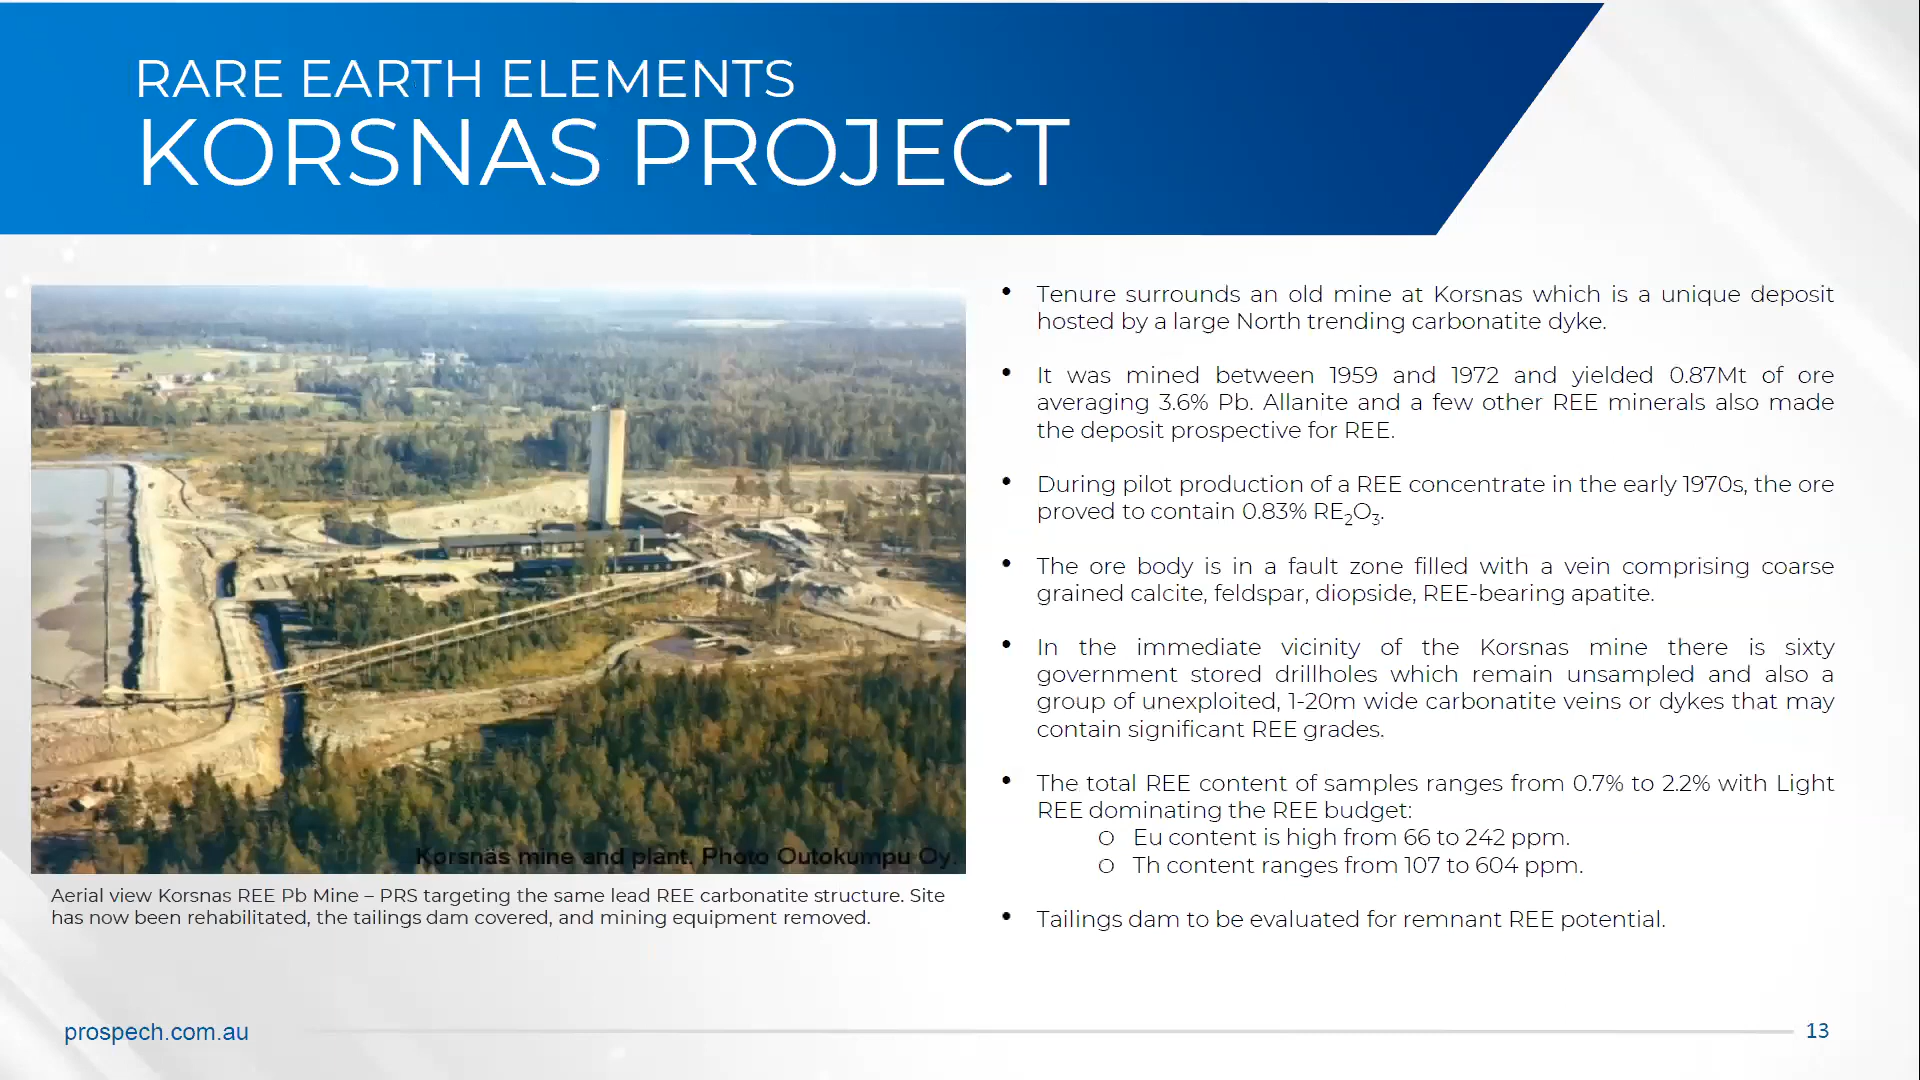 RARE EARTH ELEMENTS
KORSNAS PROJECT
Korsnäs mine and plant. Photo Outokumpu Oy.
Aerial view Korsnas REE Pb Mine – PRS targeting the same lead REE carbonatite structure. Site
has now been rehabilitated, the tailings dam covered, and mining equipment removed.
• Tenure surrounds an old mine at Korsnas which is a unique deposit
hosted by a large North trending carbonatite dyke.
• It was mined between 1959 and 1972 and yielded 0.87Mt of ore
averaging 3.6% Pb. Allanite and a few other REE minerals also made
the deposit prospective for REE.
• During pilot production of a REE concentrate in the early 1970s, the ore
proved to contain 0.83% RE₂O₃.
• The ore body is in a fault zone filled with a vein comprising coarse
grained calcite, feldspar, diopside, REE-bearing apatite.
• In the immediate vicinity of the Korsnas mine there is sixty
government stored drillholes which remain unsampled and also a
group of unexploited, 1-20m wide carbonatite veins or dykes that may
contain significant REE grades.
• The total REE content of samples ranges from 0.7% to 2.2% with Light
REE dominating the REE budget:
o Eu content is high from 66 to 242 ppm.
o Th content ranges from 107 to 604 ppm.
• Tailings dam to be evaluated for remnant REE potential.
prospech.com.au
13